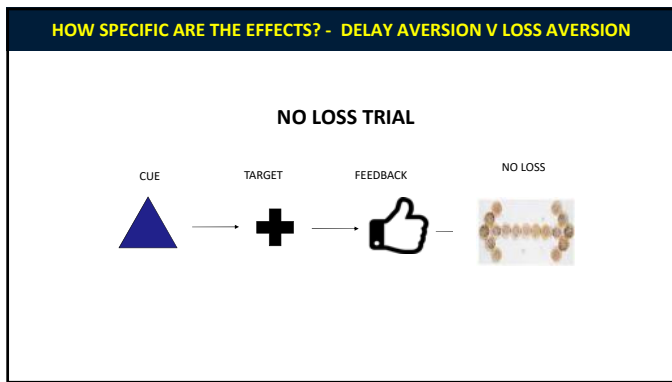 HOW SPECIFIC ARE THE EFFECTS? - DELAY AVERSION V LOSS AVERSION
NO LOSS TRIAL
CUE
TARGET
FEEDBACK
NO LOSS